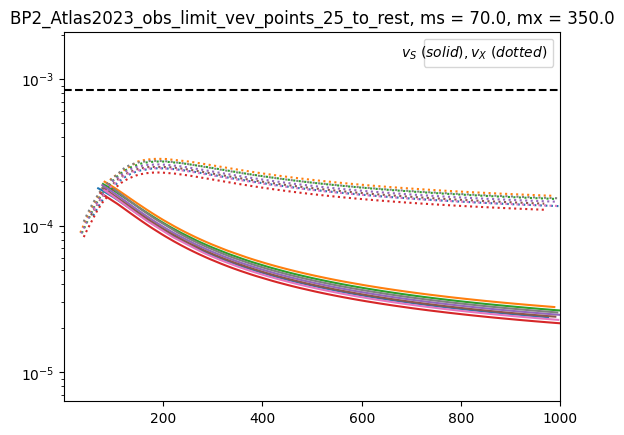 BP2_Atlas2023_obs_limit_vev_points_25_to_rest, ms = 70.0, mx = 350.0
v_S (solid), v_X (dotted)
10^{-3}
10^{-4}
10^{-5}
200 400 600 800 1000